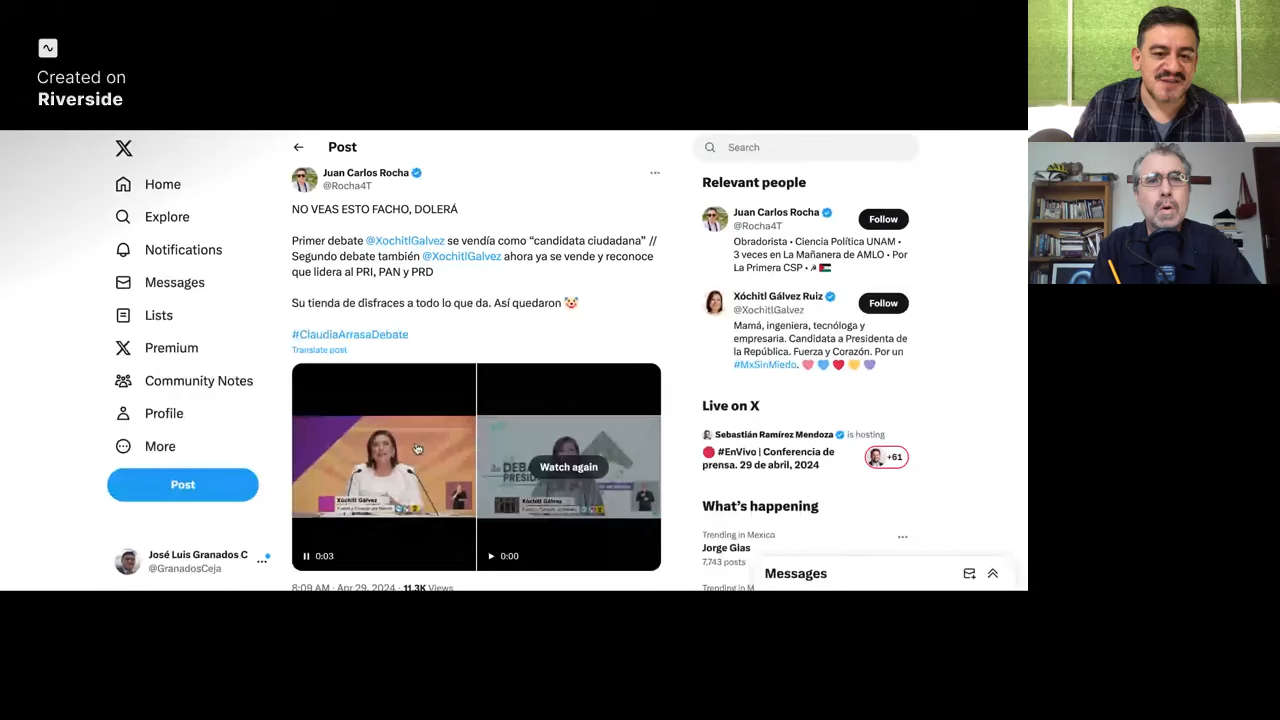 Created on
Riverside
Home
Explore
Notifications
Messages
Lists
Premium
Community Notes
Profile
More
Post
José Luis Granados C
@GranadosCeja
Post
Juan Carlos Rocha
@Rocha4T
NO VEAS ESTO FACHO, DOLERÁ
Primer debate @XochitlGalvez se vendía como “candidata ciudadana” //
Segundo debate también @XochitlGalvez ahora ya se vende y reconoce
que lidera al PRI, PAN y PRD
Su tienda de disfraces a todo lo que da. Así quedaron 🤡
#ClaudiaArrasaDebate
Translate post
Xóchitl Gálvez
0:03
Watch again
Xóchitl Gálvez
0:00
8:09 AM · Apr 29, 2024 · 11.3K Views
Search
Relevant people
Juan Carlos Rocha
@Rocha4T
Follow
Obradorista • Ciencia Política UNAM •
3 veces en La Mañanera de AMLO • Por
La Primera CSP •
Xóchitl Gálvez Ruiz
@XochitlGalvez
Follow
Mamá, ingeniera, tecnóloga y
empresaria. Candidata a Presidenta de
la República. Fuerza y Corazón. Por un
#MxSinMiedo.
Live on X
Sebastián Ramírez Mendoza is hosting
🔴 #EnVivo | Conferencia de
prensa. 29 de abril, 2024
+61
What’s happening
Trending in Mexico
Jorge Glas
7,743 posts
Trending in M
Messages